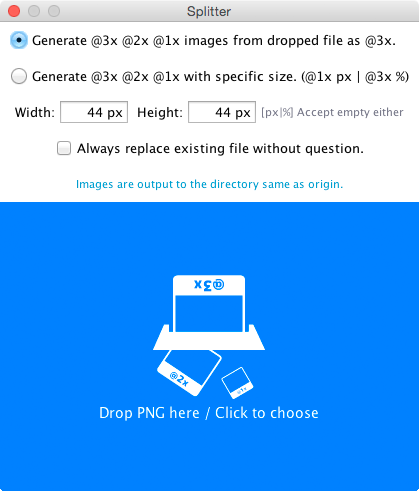 Splitter
Generate @3x @2x @1x images from dropped file as @3x.
Generate @3x @2x @1x with specific size. (@1x px | @3x %)
Width: 44 px Height: 44 px [px|%] Accept empty either
Always replace existing file without question.
Images are output to the directory same as origin.
@3x
@2x
@1x
Drop PNG here / Click to choose